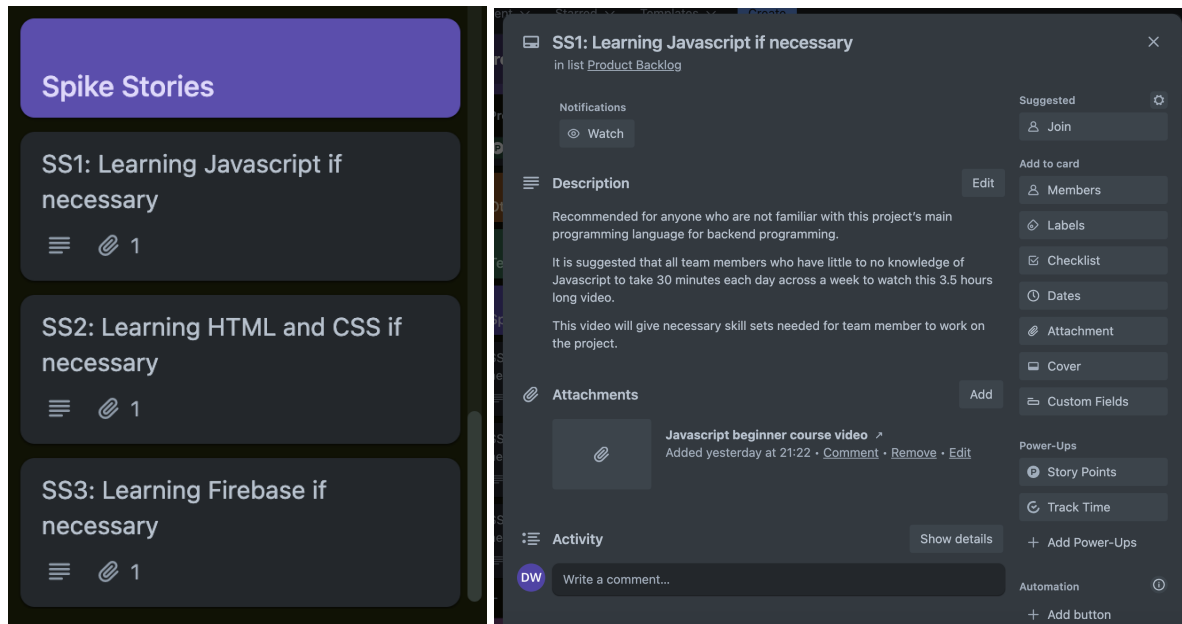 Spike Stories
SS1: Learning Javascript if
necessary
1
SS2: Learning HTML and CSS if
necessary
1
SS3: Learning Firebase if
necessary
1
Starred
Templates
Create
SS1: Learning Javascript if necessary
in list Product Backlog
Notifications
Watch
Description
Edit
Recommended for anyone who are not familiar with this project's main
programming language for backend programming.
It is suggested that all team members who have little to no knowledge of
Javascript to take 30 minutes each day across a week to watch this 3.5 hours
long video.
This video will give necessary skill sets needed for team member to work on
the project.
Attachments
Add
Javascript beginner course video ↗
Added yesterday at 21:22 • Comment • Remove • Edit
Activity
Show details
DW
Write a comment...
Suggested
Join
Add to card
Members
Labels
Checklist
Dates
Attachment
Cover
Custom Fields
Power-Ups
Story Points
Track Time
+ Add Power-Ups
Automation
+ Add button